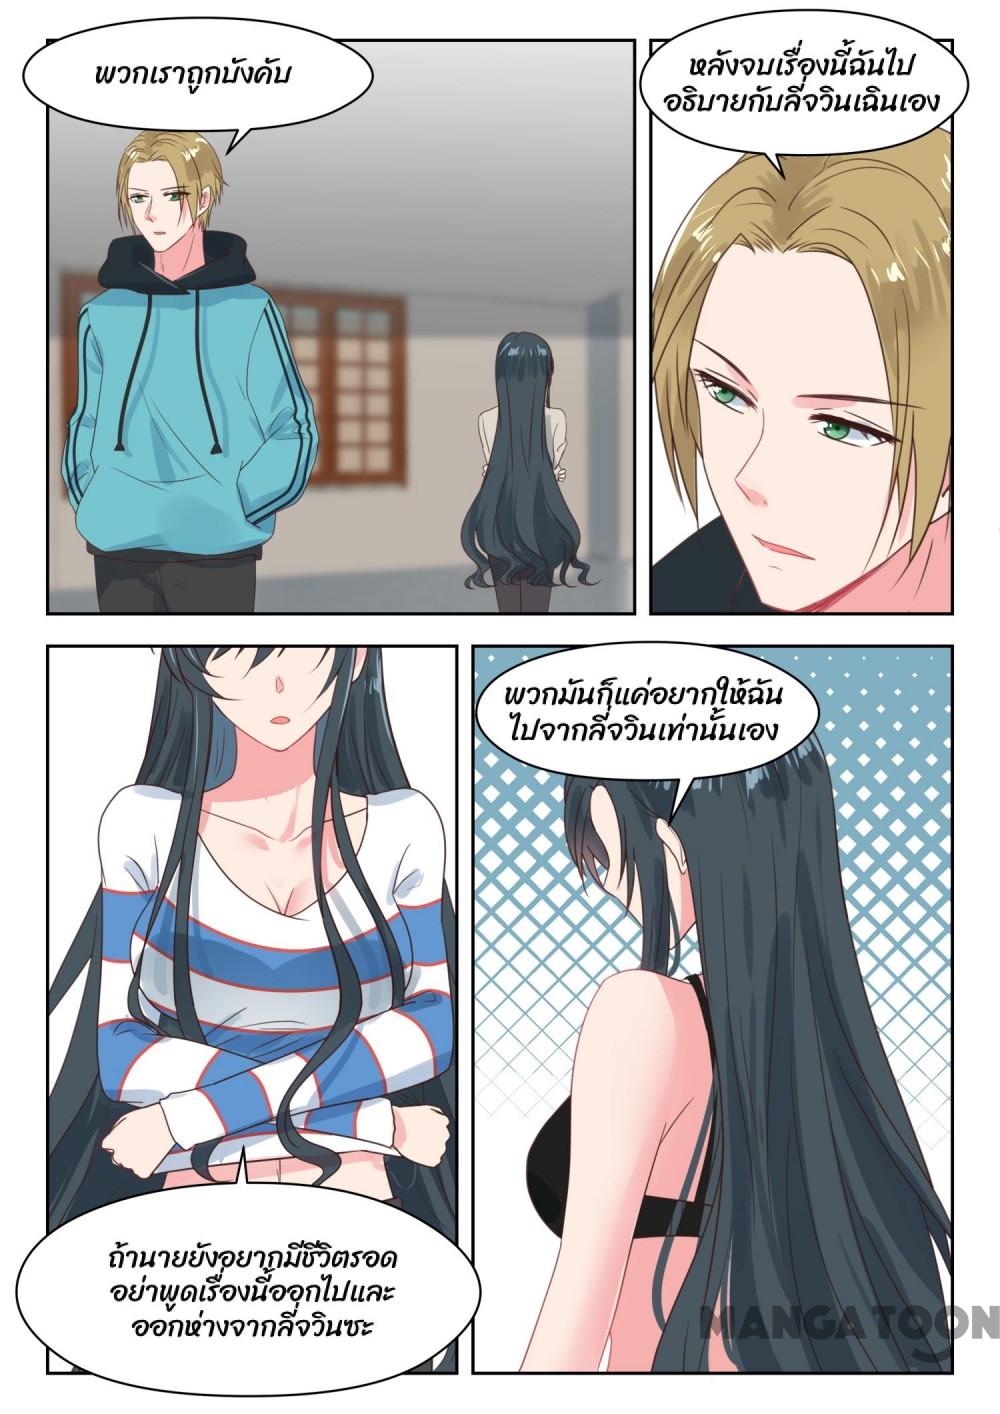 พวกเราถูกบังคับ
หลังจบเรื่องนี้ฉันไป
อธิบายกับลี่จวินเฉินเอง
พวกมันก็แค่อยากให้ฉัน
ไปจากลี่จวินเท่านั้นเอง
ถ้านายยังอยากมีชีวิตรอด
อย่าพูดเรื่องนี้ออกไปและ
ออกห่างจากลี่จวินซะ
MANGATOON